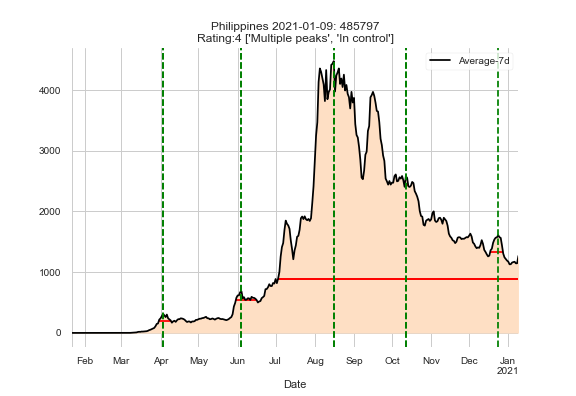 Philippines 2021-01-09: 485797
Rating:4 ['Multiple peaks', 'In control']
Average-7d
4000
3000
2000
1000
0
Feb Mar Apr May Jun Jul Aug Sep Oct Nov Dec Jan
2021
Date